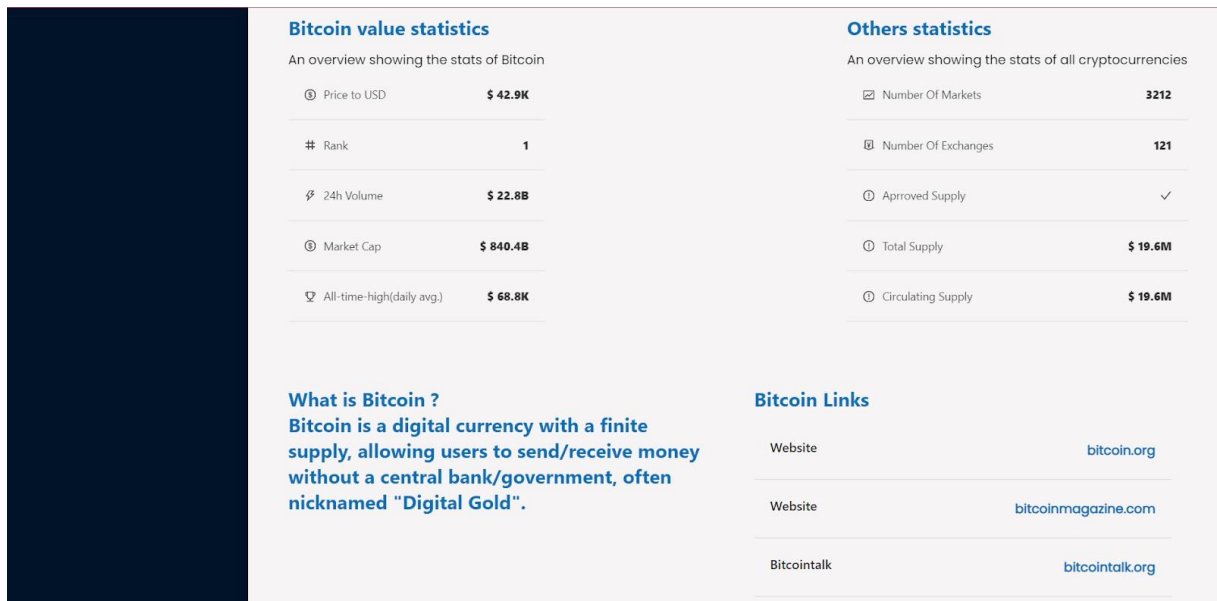 Bitcoin value statistics
An overview showing the stats of Bitcoin
Price to USD $ 42.9K
Rank 1
24h Volume $ 22.8B
Market Cap $ 840.4B
All-time-high(daily avg.) $ 68.8K
Others statistics
An overview showing the stats of all cryptocurrencies
Number Of Markets 3212
Number Of Exchanges 121
Aprroved Supply
Total Supply $ 19.6M
Circulating Supply $ 19.6M
What is Bitcoin ?
Bitcoin is a digital currency with a finite
supply, allowing users to send/receive money
without a central bank/government, often
nicknamed "Digital Gold".
Bitcoin Links
Website bitcoin.org
Website bitcoinmagazine.com
Bitcointalk bitcointalk.org